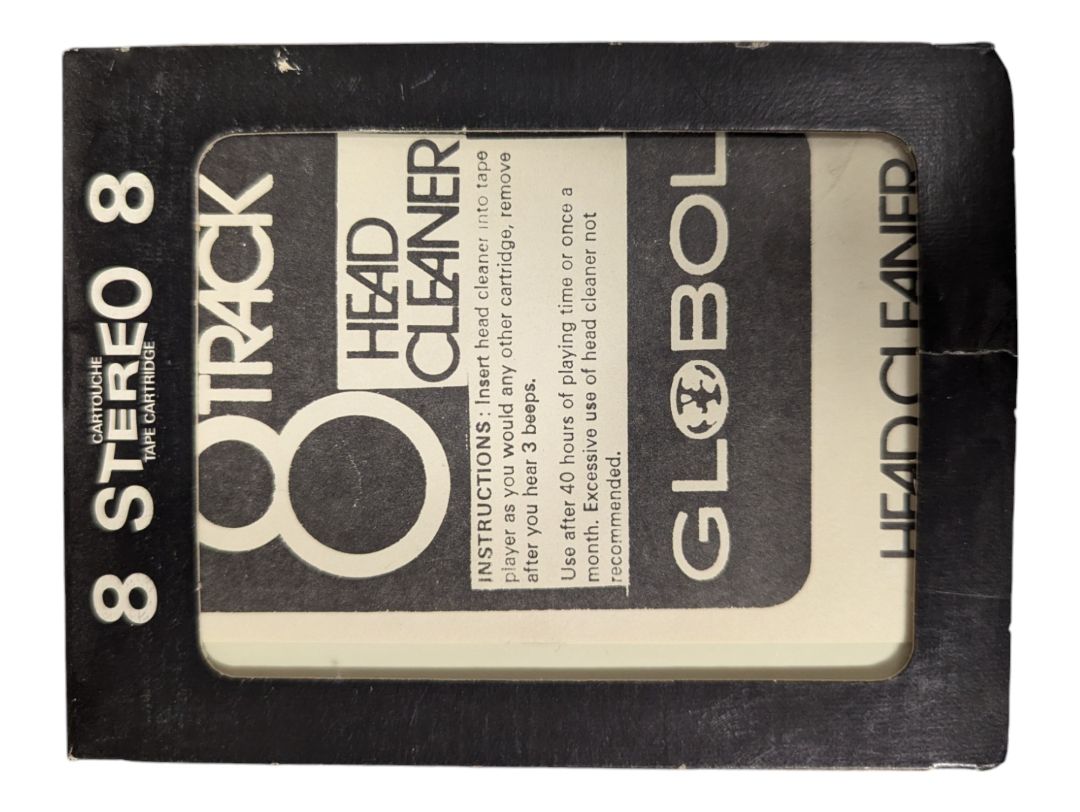 CARTOUCHE
8 STEREO 8
TAPE CARTRIDGE
8TRACK
8
HEAD
CLEANER
INSTRUCTIONS: Insert head cleaner into tape
player as you would any other cartridge, remove
after you hear 3 beeps.
Use after 40 hours of playing time or once a
month. Excessive use of head cleaner not
recommended.
GLOBOL
HEAD CLEANER